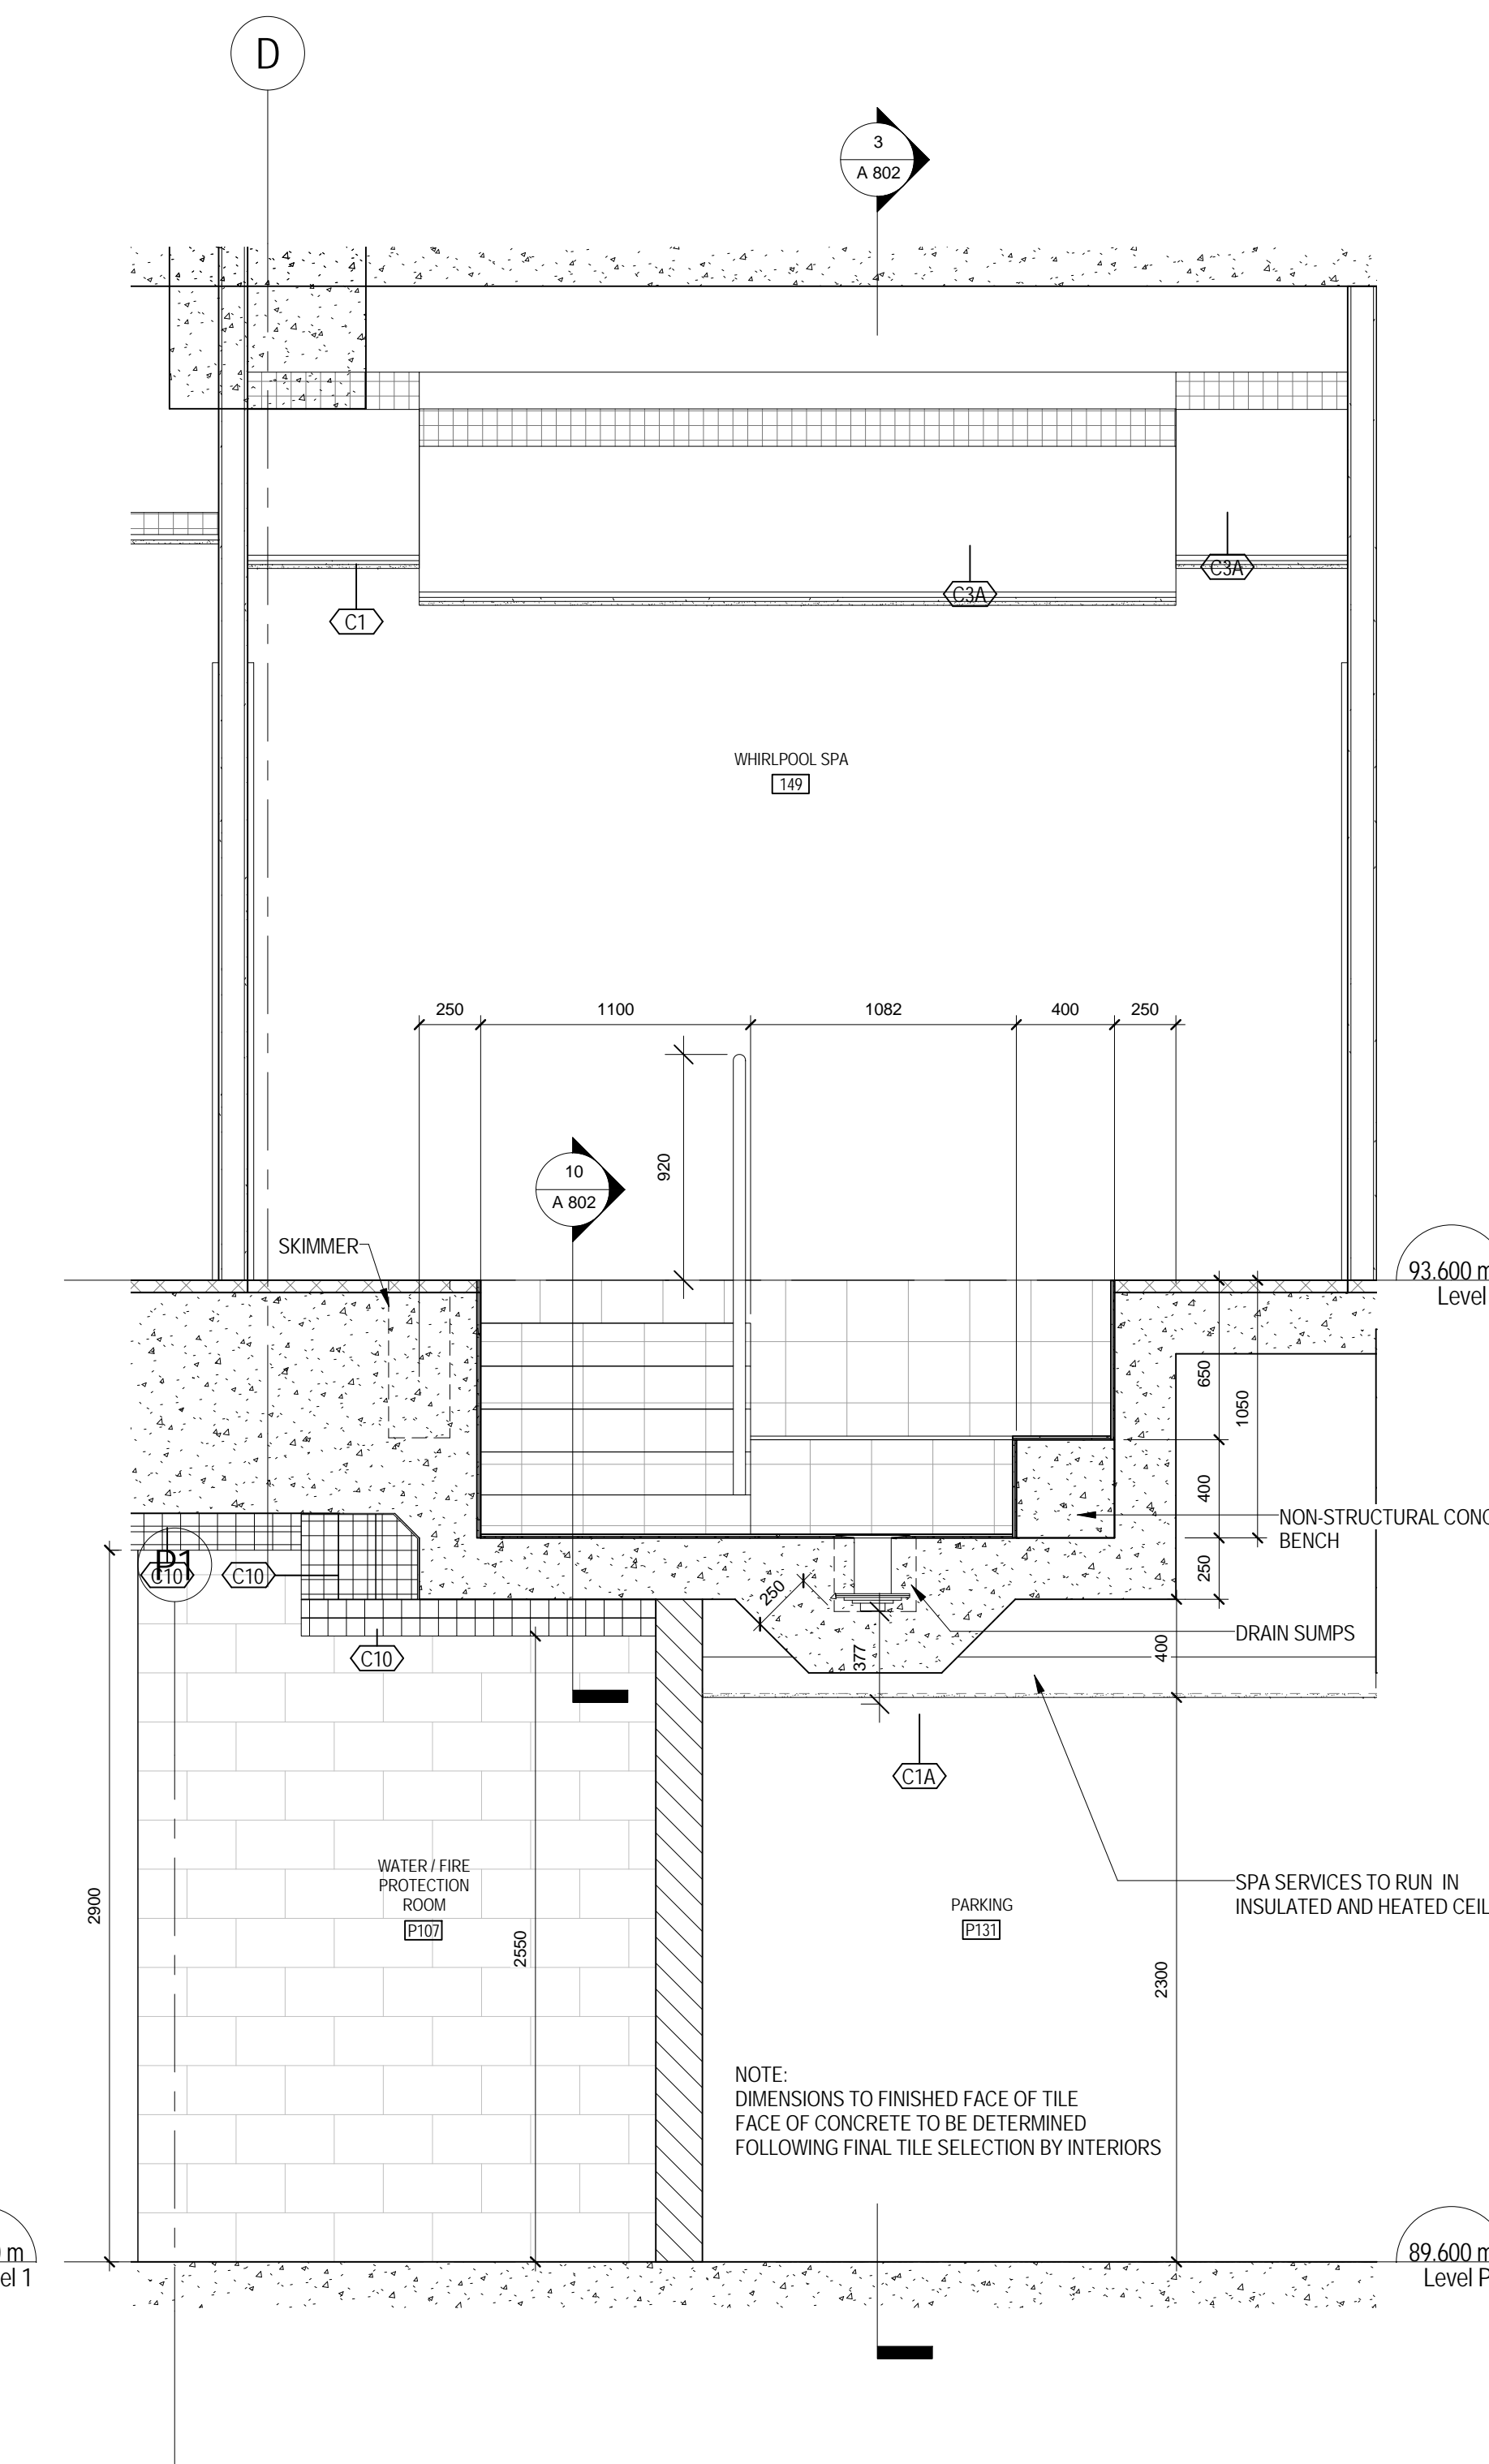 D
3
A 802
C1
C3A
C3A
WHIRLPOOL SPA
149
250
1100
1082
400
250
920
10
A 802
SKIMMER
93.600 m
Level
650
1050
400
250
NON-STRUCTURAL CONC
BENCH
P1
C10
C10
C10
250
377
DRAIN SUMPS
400
C1A
SPA SERVICES TO RUN IN
INSULATED AND HEATED CEIL
WATER / FIRE
PROTECTION
ROOM
P107
PARKING
P131
2900
2550
2300
NOTE:
DIMENSIONS TO FINISHED FACE OF TILE
FACE OF CONCRETE TO BE DETERMINED
FOLLOWING FINAL TILE SELECTION BY INTERIORS
m
el 1
89.600 m
Level P